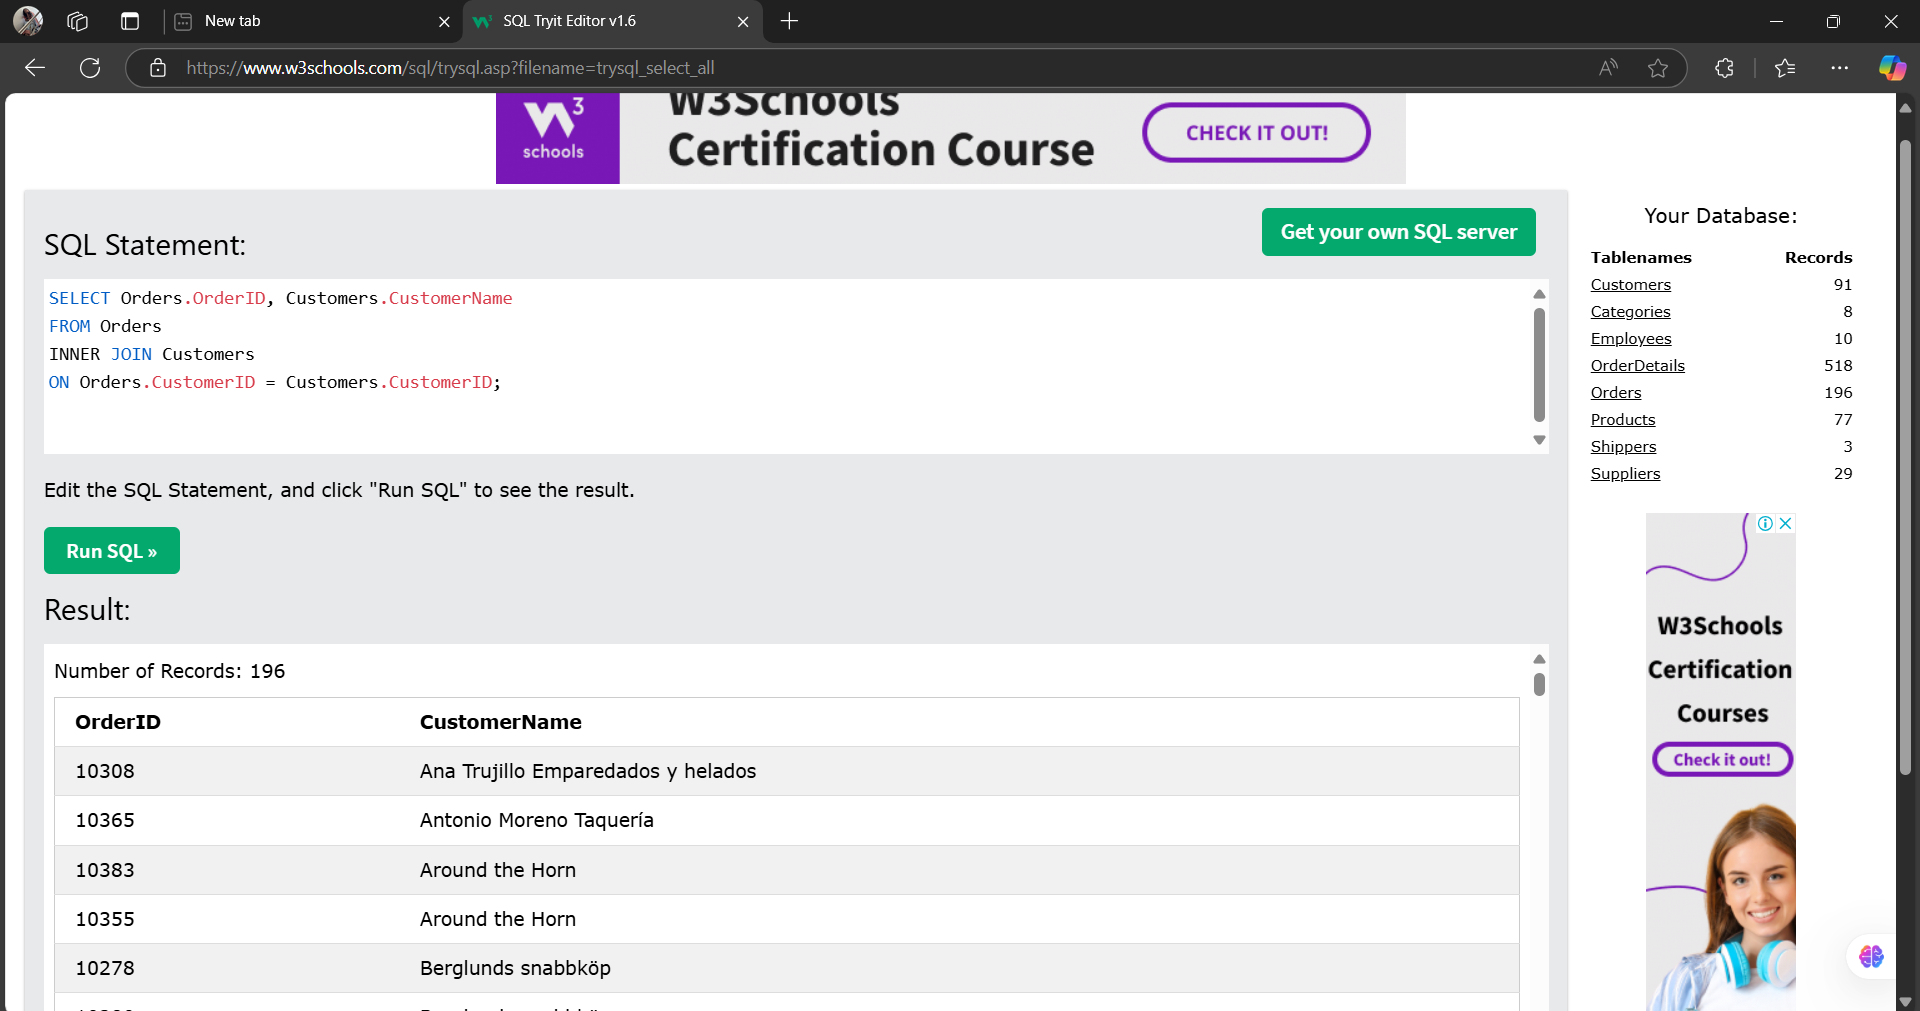 New tab
SQL Tryit Editor v1.6
https://www.w3schools.com/sql/trysql.asp?filename=trysql_select_all
W3Schools
Certification Course
CHECK IT OUT!
W3
schools
SQL Statement:
Get your own SQL server
SELECT Orders.OrderID, Customers.CustomerName
FROM Orders
INNER JOIN Customers
ON Orders.CustomerID = Customers.CustomerID;
Edit the SQL Statement, and click "Run SQL" to see the result.
Run SQL »
Result:
Number of Records: 196
OrderID CustomerName
10308 Ana Trujillo Emparedados y helados
10365 Antonio Moreno Taquería
10383 Around the Horn
10355 Around the Horn
10278 Berglunds snabbköp
Your Database:
Tablenames Records
Customers 91
Categories 8
Employees 10
OrderDetails 518
Orders 196
Products 77
Shippers 3
Suppliers 29
W3Schools
Certification
Courses
Check it out!